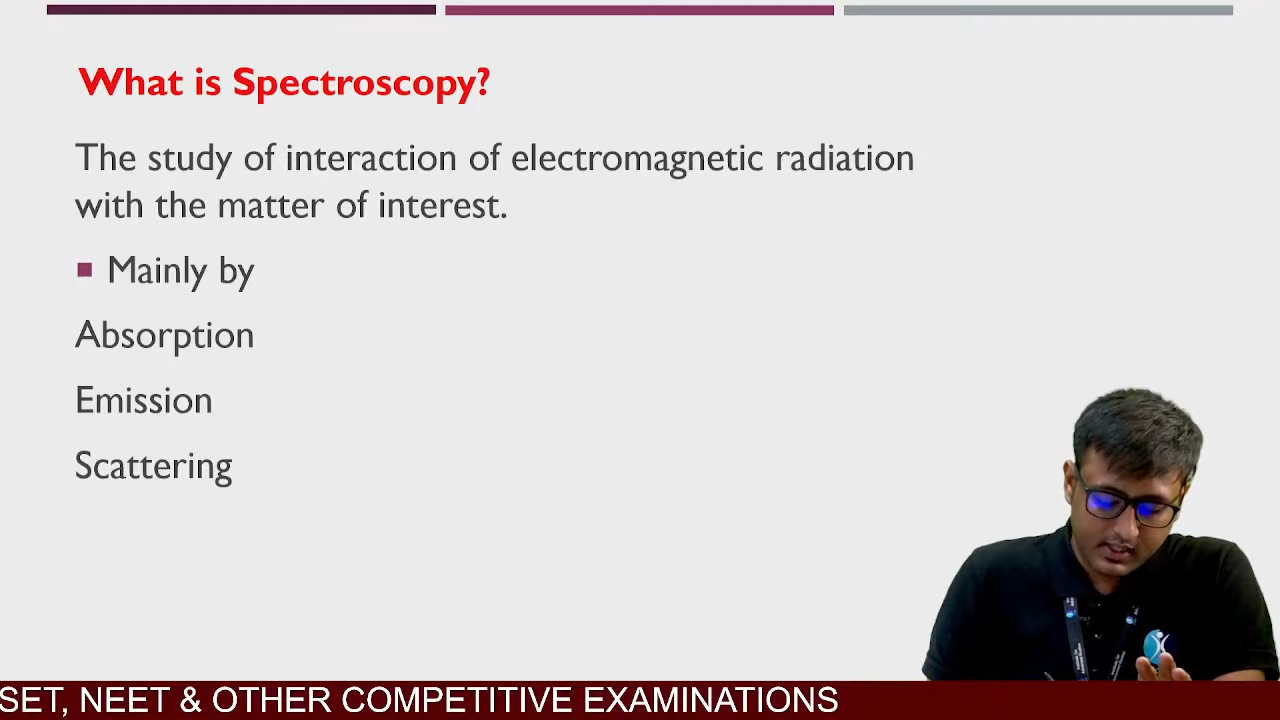 What is Spectroscopy?
The study of interaction of electromagnetic radiation
with the matter of interest.
Mainly by
Absorption
Emission
Scattering
SET, NEET & OTHER COMPETITIVE EXAMINATIONS